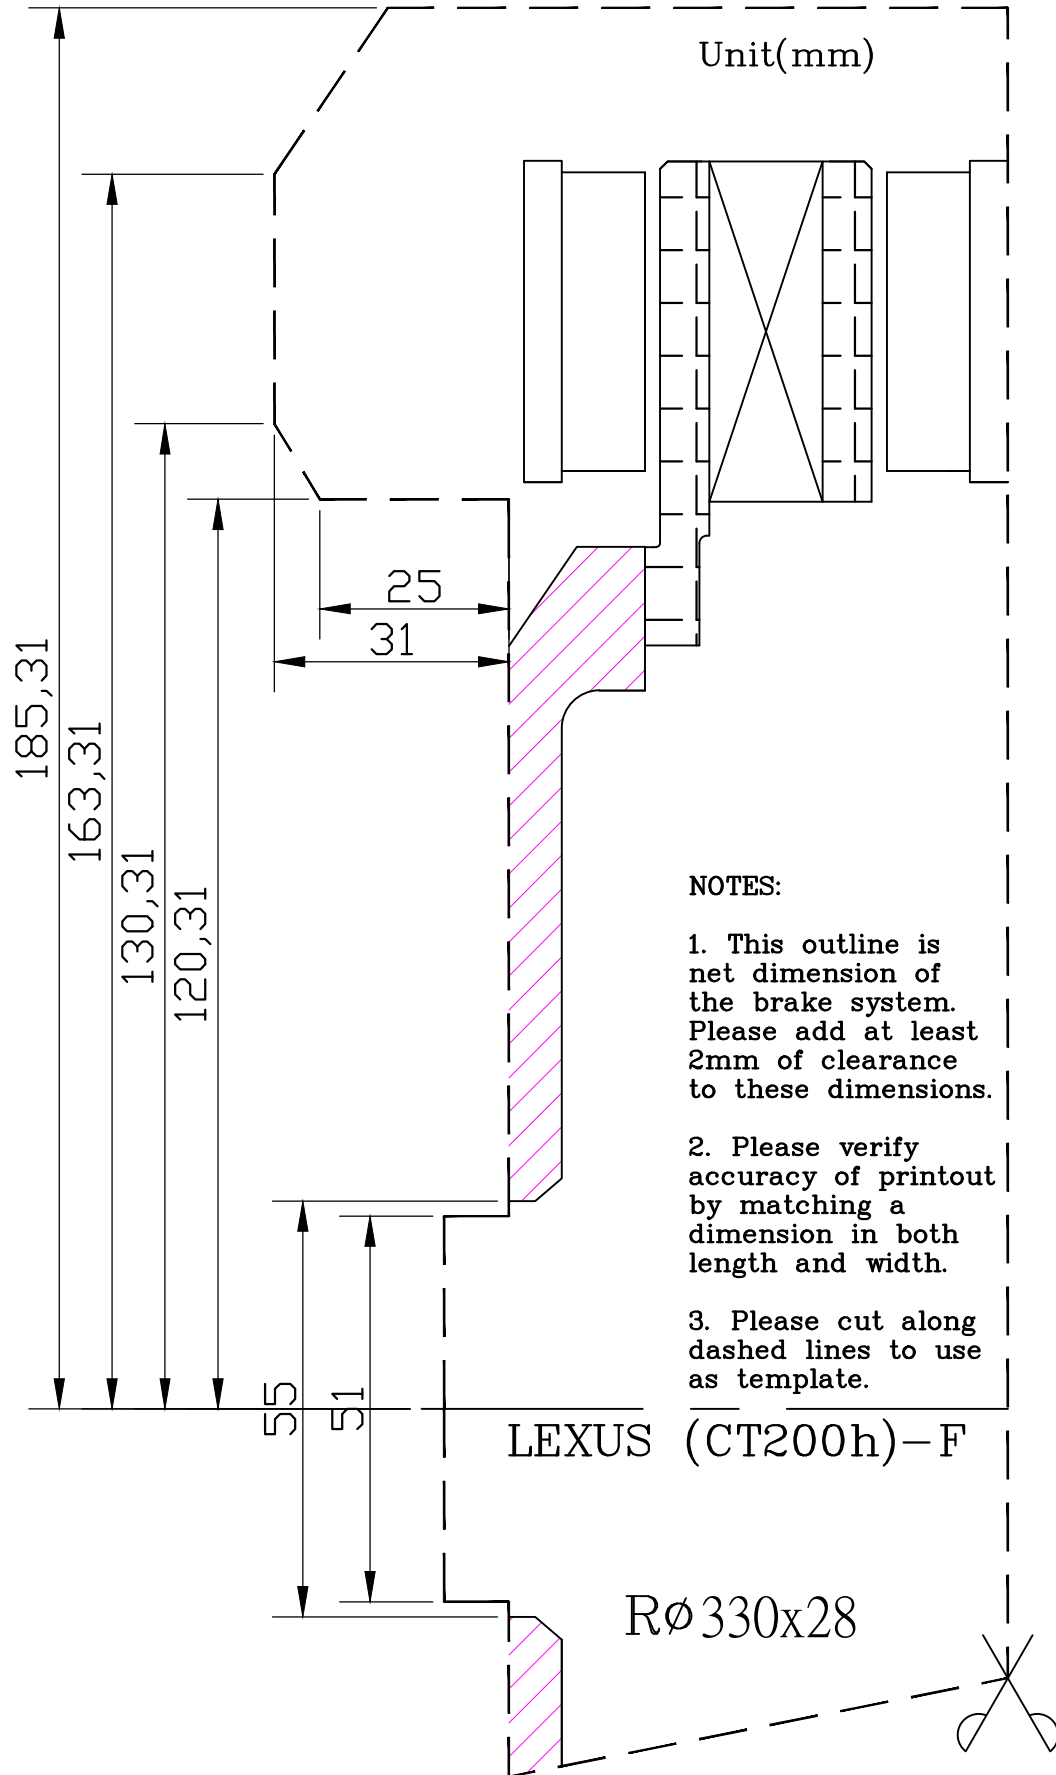 Unit(mm)
25
31
185,31
163,31
130,31
120,31
NOTES:
1. This outline is
net dimension of
the brake system.
Please add at least
2mm of clearance
to these dimensions.
2. Please verify
accuracy of printout
by matching a
dimension in both
length and width.
3. Please cut along
dashed lines to use
as template.
55
51
LEXUS (CT200h)-F
RØ330x28